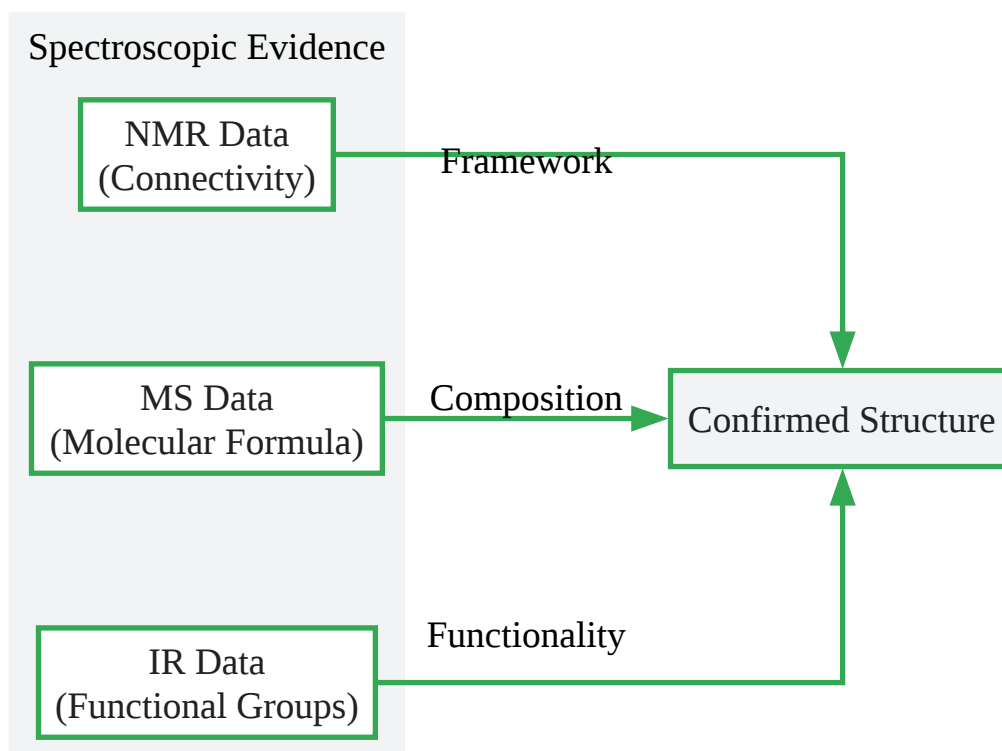 Spectroscopic Evidence
NMR Data
(Connectivity)
Framework
MS Data
(Molecular Formula)
Composition
Confirmed Structure
Functionality
IR Data
(Functional Groups)